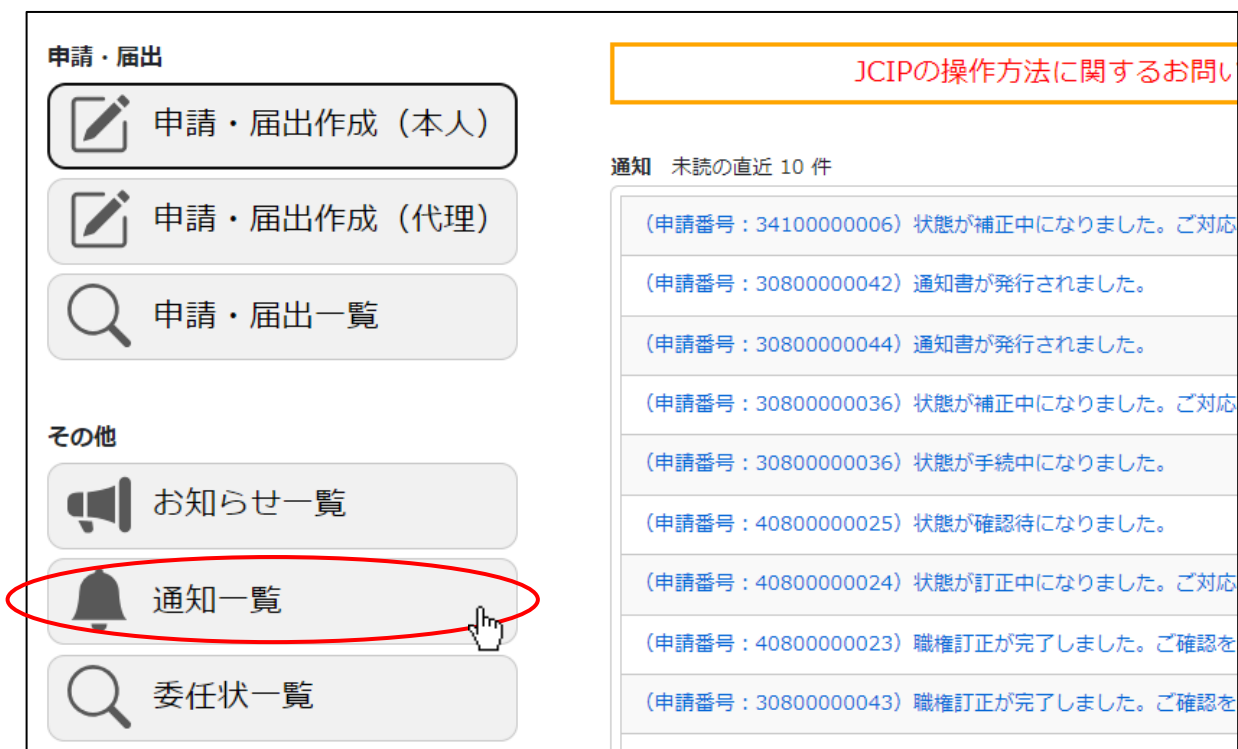 申請・届出
申請・届出作成（本人）
申請・届出作成（代理）
申請・届出一覧
その他
お知らせ一覧
通知一覧
委任状一覧
JCIPの操作方法に関するお問い
通知 未読の直近 10 件
（申請番号：34100000006）状態が補正中になりました。ご対応
（申請番号：30800000042）通知書が発行されました。
（申請番号：30800000044）通知書が発行されました。
（申請番号：30800000036）状態が補正中になりました。ご対応
（申請番号：30800000036）状態が手続中になりました。
（申請番号：40800000025）状態が確認待になりました。
（申請番号：40800000024）状態が訂正中になりました。ご対応
（申請番号：40800000023）職権訂正が完了しました。ご確認を
（申請番号：30800000043）職権訂正が完了しました。ご確認を